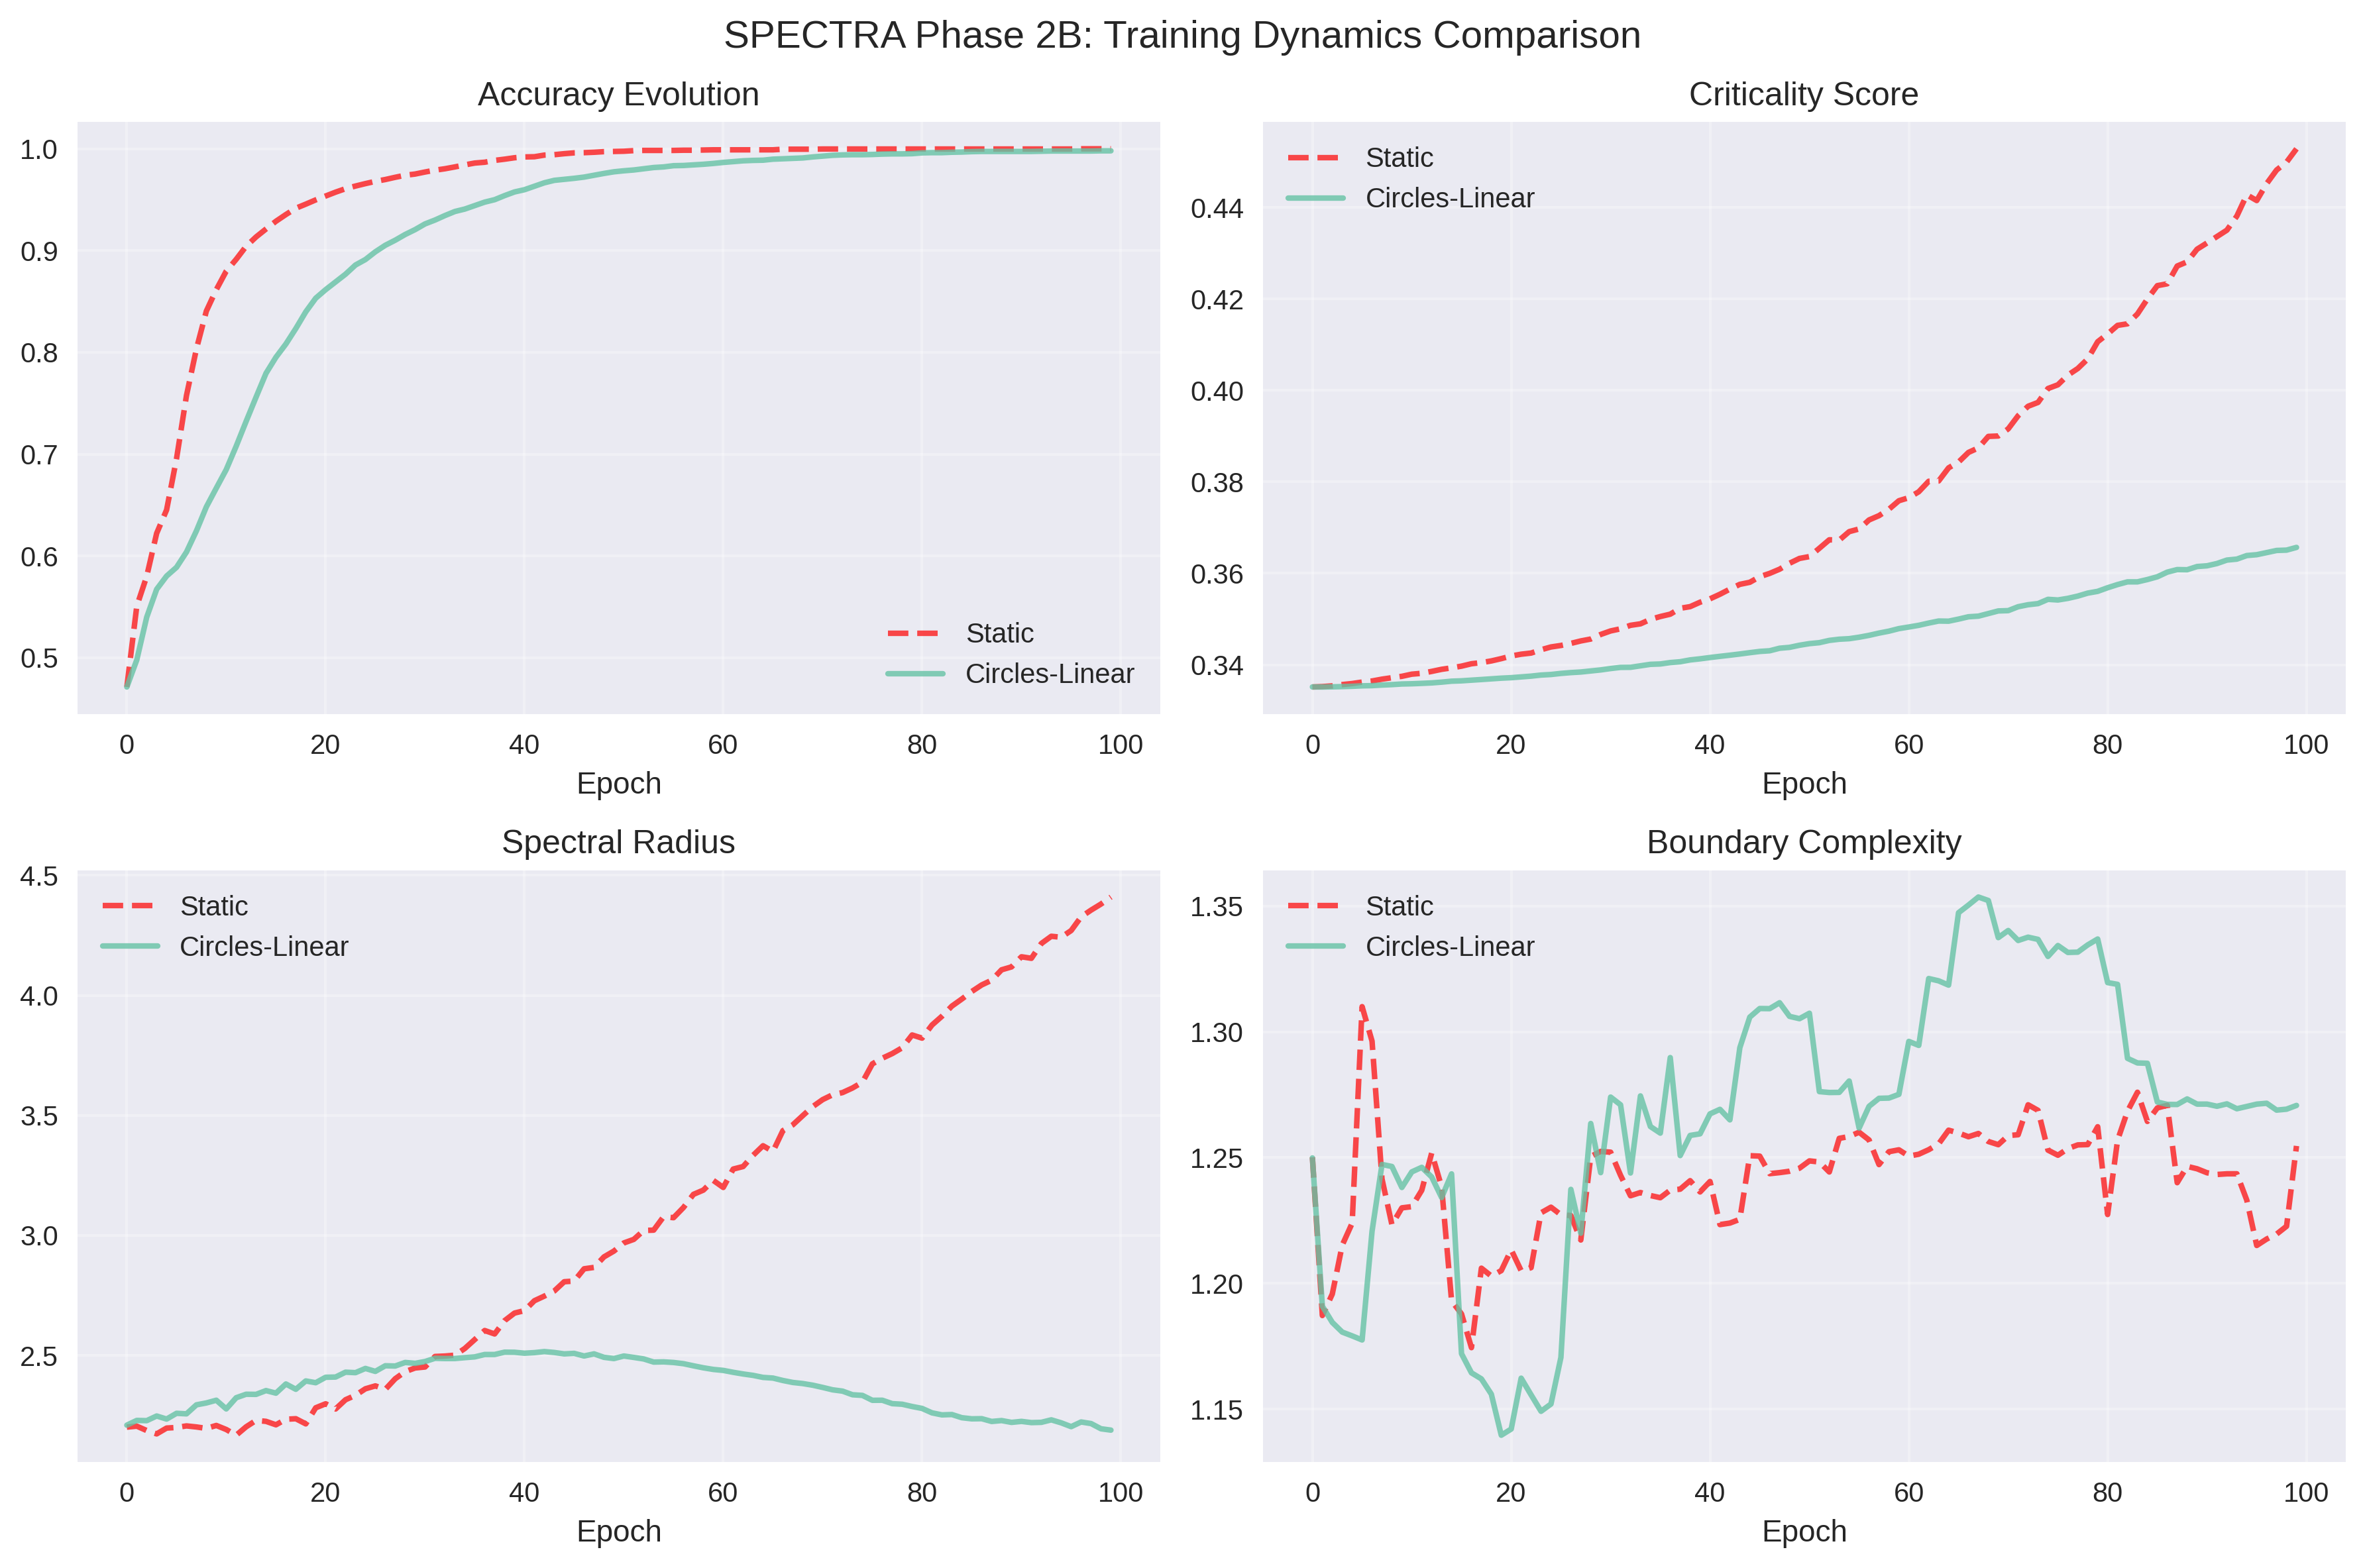 SPECTRA Phase 2B: Training Dynamics Comparison
Accuracy Evolution
1.0
0.9
0.8
0.7
0.6
0.5
Static
Circles-Linear
0 20 40 60 80 100
Epoch
Criticality Score
Static
Circles-Linear
0.44
0.42
0.40
0.38
0.36
0.34
0 20 40 60 80 100
Epoch
Spectral Radius
4.5
Static
Circles-Linear
4.0
3.5
3.0
2.5
0 20 40 60 80 100
Epoch
Boundary Complexity
1.35
Static
Circles-Linear
1.30
1.25
1.20
1.15
0 20 40 60 80 100
Epoch